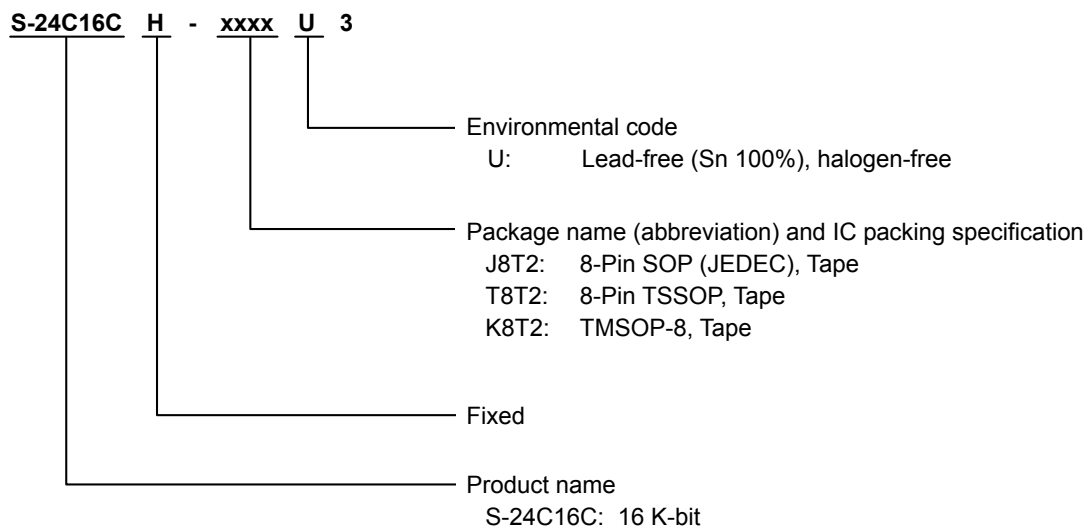 S-24C16C H - xxxx U 3
Environmental code
U: Lead-free (Sn 100%), halogen-free
Package name (abbreviation) and IC packing specification
J8T2: 8-Pin SOP (JEDEC), Tape
T8T2: 8-Pin TSSOP, Tape
K8T2: TMSOP-8, Tape
Fixed
Product name
S-24C16C: 16 K-bit